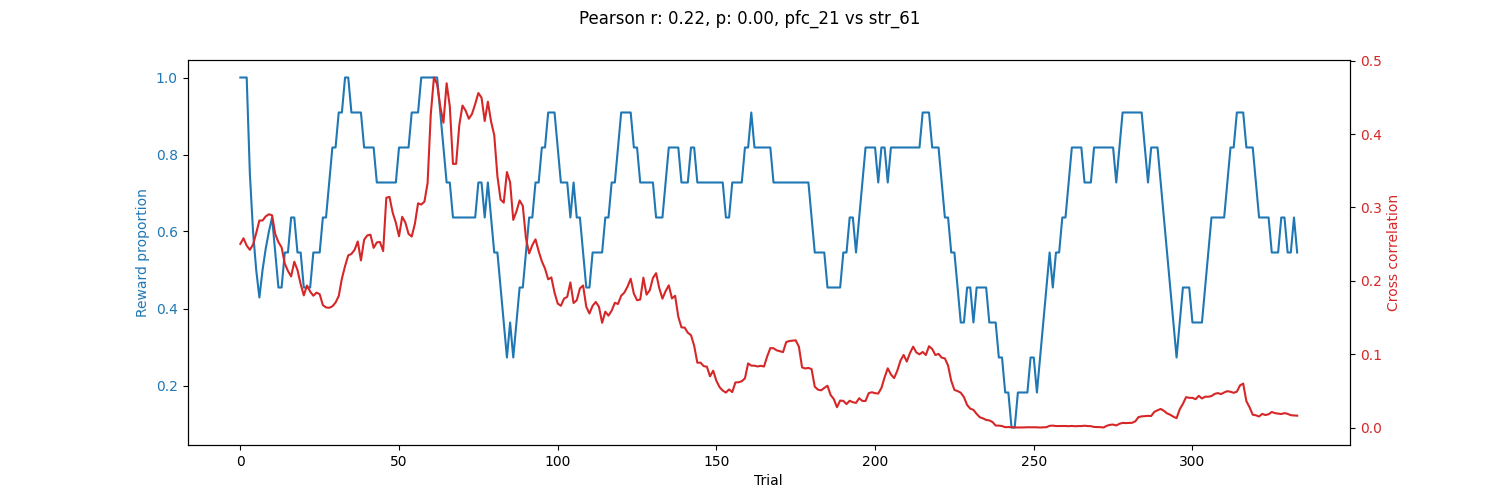 Pearson r: 0.22, p: 0.00, pfc_21 vs str_61
1.0
0.8
0.6
0.4
0.2
Reward proportion
0.5
0.4
0.3
0.2
0.1
0.0
Cross correlation
0 50 100 150 200 250 300
Trial